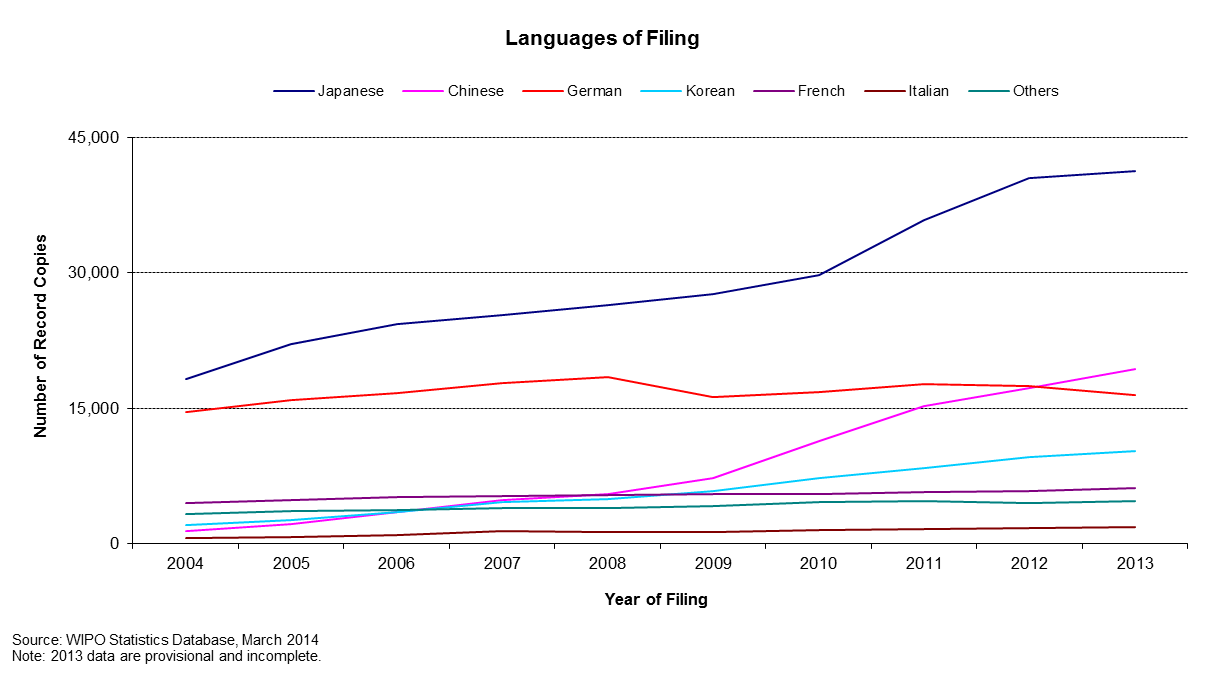 Languages of Filing
Japanese Chinese German Korean French Italian Others
45,000
30,000
15,000
0
Number of Record Copies
2004 2005 2006 2007 2008 2009 2010 2011 2012 2013
Year of Filing
Source: WIPO Statistics Database, March 2014
Note: 2013 data are provisional and incomplete.